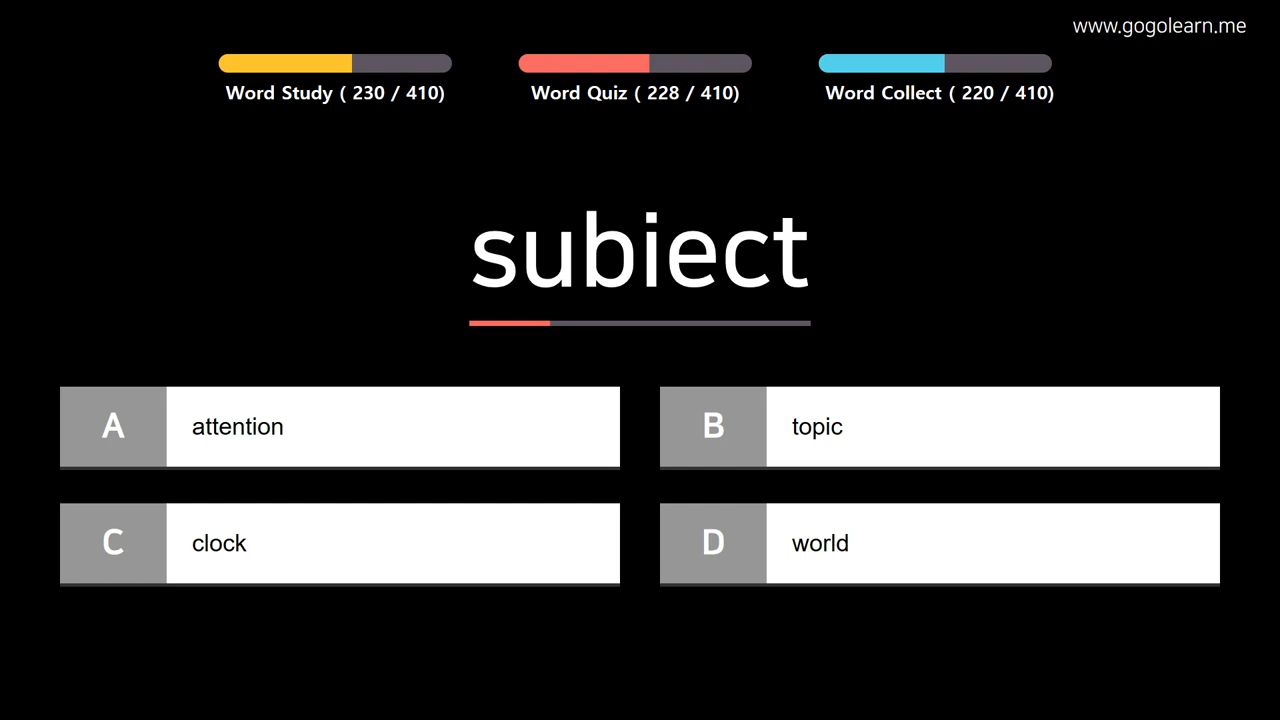 www.gogolearn.me
Word Study ( 230 / 410)
Word Quiz ( 228 / 410)
Word Collect ( 220 / 410)
subiect
A attention
B topic
C clock
D world